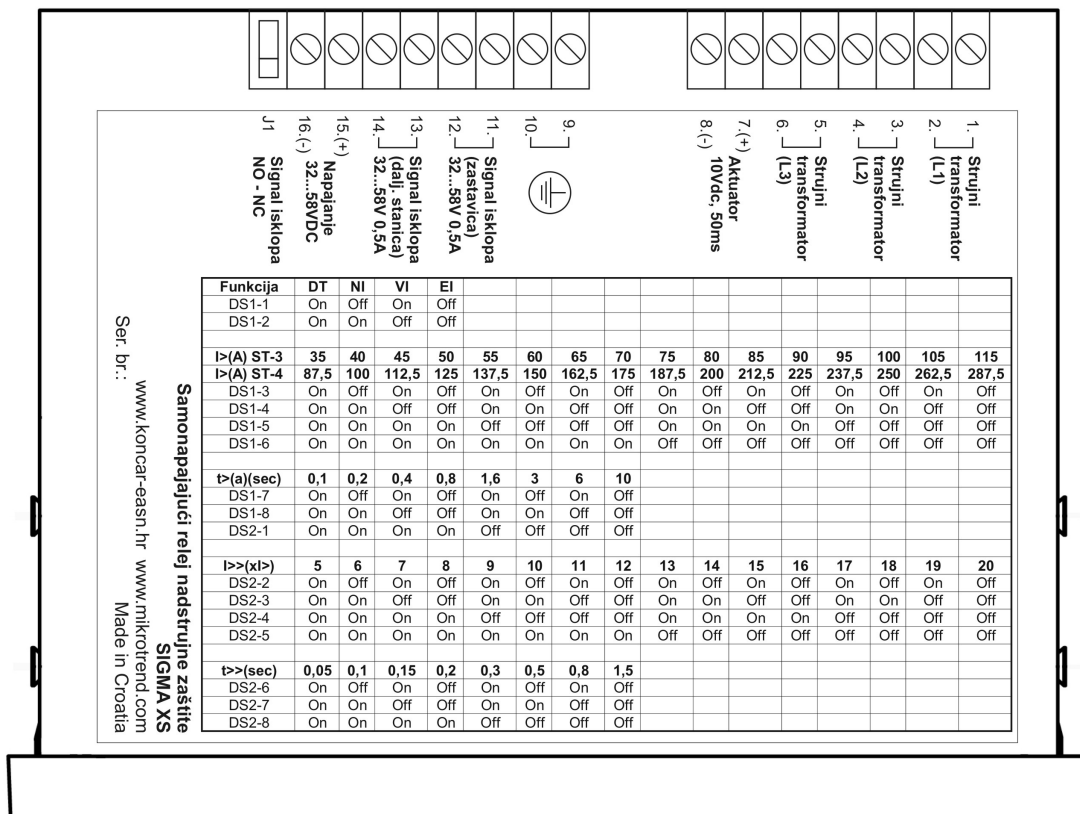 J1
Signal isklopa
NO - NC
16.(-)
15.(+)
Napajanje
32...58VDC
14.
13.
Signal isklopa
(dalj. stanica)
32...58V 0,5A
12.
11.
Signal isklopa
(zastavica)
32...58V 0,5A
10.
9.
8.(-)
7.(+)
Aktuator
10Vdc, 50ms
6.
5.
Strujni
transformator
(L3)
4.
3.
Strujni
transformator
(L2)
2.
1.
Strujni
transformator
(L1)
Funkcija DT NI VI EI
DS1-1 On Off On Off
DS1-2 On On Off Off
I>(A) ST-3 35 40 45 50 55 60 65 70 75 80 85 90 95 100 105 115
I>(A) ST-4 87,5 100 112,5 125 137,5 150 162,5 175 187,5 200 212,5 225 237,5 250 262,5 287,5
DS1-3 On Off On Off On Off On Off On Off On Off On Off On Off
DS1-4 On On Off Off On On Off Off On On Off Off On On Off Off
DS1-5 On On On On Off Off Off Off On On On On Off Off Off Off
DS1-6 On On On On On On On On Off Off Off Off Off Off Off Off
t>(a)(sec) 0,1 0,2 0,4 0,8 1,6 3 6 10
DS1-7 On Off On Off On Off On Off
DS1-8 On On Off Off On On Off Off
DS2-1 On On On On Off Off Off Off
I>>(xI>) 5 6 7 8 9 10 11 12 13 14 15 16 17 18 19 20
DS2-2 On Off On Off On Off On Off On Off On Off On Off On Off
DS2-3 On On Off Off On On Off Off On On Off Off On On Off Off
DS2-4 On On On On Off Off Off Off On On On On Off Off Off Off
DS2-5 On On On On On On On On Off Off Off Off Off Off Off Off
t>>(sec) 0,05 0,1 0,15 0,2 0,3 0,5 0,8 1,5
DS2-6 On Off On Off On Off On Off
DS2-7 On On Off Off On On Off Off
DS2-8 On On On On Off Off Off Off
Samonapajajući relej nadstrujne zaštite
SIGMA XS
www.koncar-easn.hr www.mikrotrend.com
Ser. br.: Made in Croatia